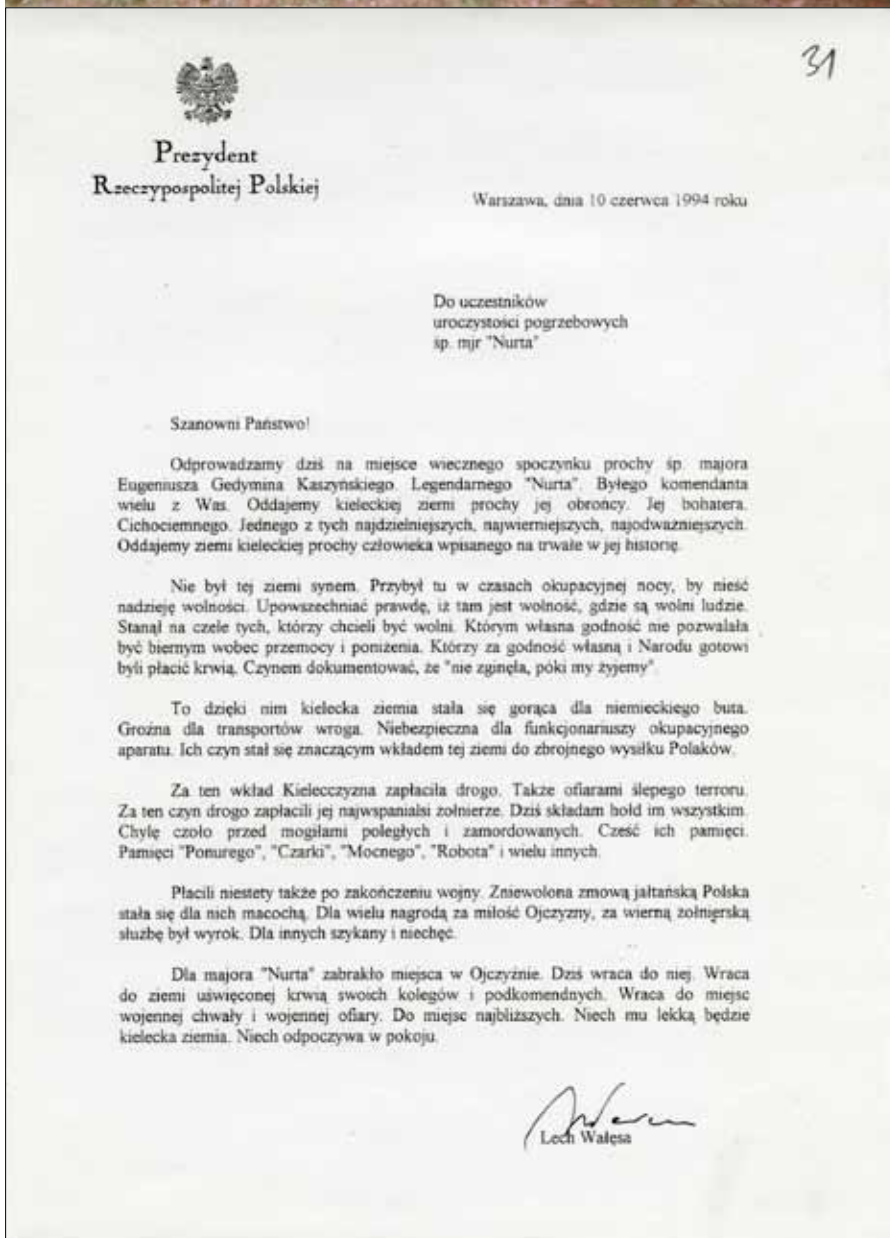 31
Prezydent
Rzeczypospolitej Polskiej
Warszawa, dnia 10 czerwca 1994 roku
Do uczestników
uroczystości pogrzebowych
śp. mjr "Nurta"
Szanowni Państwo!
Odprowadzamy dziś na miejsce wiecznego spoczynku prochy śp. majora
Eugeniusza Gedymina Kaszyńskiego. Legendarnego "Nurta". Byłego komendanta
wielu z Was. Oddajemy kieleckiej ziemi prochy jej obrońcy. Jej bohatera.
Cichociemnego. Jednego z tych najdzielniejszych, najwierniejszych, najodważniejszych.
Oddajemy ziemi kieleckiej prochy człowieka wpisanego na trwałe w jej historię.
Nie był tej ziemi synem. Przybył tu w czasach okupacyjnej nocy, by nieść
nadzieję wolności. Upowszechniać prawdę, iż tam jest wolność, gdzie są wolni ludzie.
Stanął na czele tych, którzy chcieli być wolni. Którym własna godność nie pozwalała
być biernym wobec przemocy i poniżenia. Którzy za godność własną i Narodu gotowi
byli płacić krwią. Czynem dokumentować, że "nie zginęła, póki my żyjemy".
To dzięki nim kielecka ziemia stała się gorąca dla niemieckiego buta.
Groźna dla transportów wroga. Niebezpieczna dla funkcjonariuszy okupacyjnego
aparatu. Ich czyn stał się znaczącym wkładem tej ziemi do zbrojnego wysiłku Polaków.
Za ten wkład Kielecczyzna zapłaciła drogo. Także ofiarami ślepego terroru.
Za ten czyn drogo zapłacili jej najwspanialsi żołnierze. Dziś składam hołd im wszystkim.
Chylę czoło przed mogiłami poległych i zamordowanych. Cześć ich pamięci.
Pamięci "Ponurego", "Czarki", "Mocnego", "Robota" i wielu innych.
Płacili niestety także po zakończeniu wojny. Zniewolona zmową jałtańską Polska
stała się dla nich macochą. Dla wielu nagrodą za miłość Ojczyzny, za wierną żołnierską
służbę był wyrok. Dla innych szykany i niechęć.
Dla majora "Nurta" zabrakło miejsca w Ojczyźnie. Dziś wraca do niej. Wraca
do ziemi uświęconej krwią swoich kolegów i podkomendnych. Wraca do miejsc
wojennej chwały i wojennej ofiary. Do miejsc najbliższych. Niech mu lekką będzie
kielecka ziemia. Niech odpoczywa w pokoju.
Lech Wałęsa